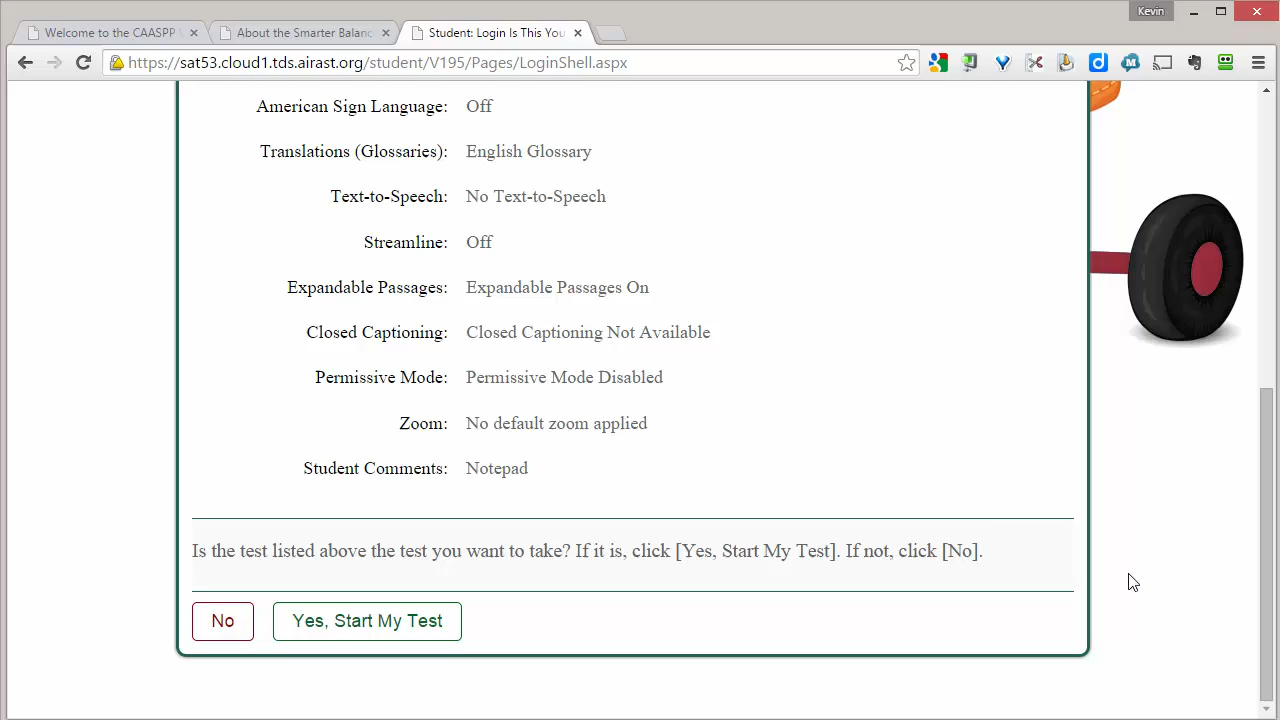 Kevin
Welcome to the CAASPP
About the Smarter Balanc
Student: Login Is This You
https://sat53.cloud1.tds.airast.org/student/V195/Pages/LoginShell.aspx
American Sign Language: Off
Translations (Glossaries): English Glossary
Text-to-Speech: No Text-to-Speech
Streamline: Off
Expandable Passages: Expandable Passages On
Closed Captioning: Closed Captioning Not Available
Permissive Mode: Permissive Mode Disabled
Zoom: No default zoom applied
Student Comments: Notepad
Is the test listed above the test you want to take? If it is, click [Yes, Start My Test]. If not, click [No].
No
Yes, Start My Test